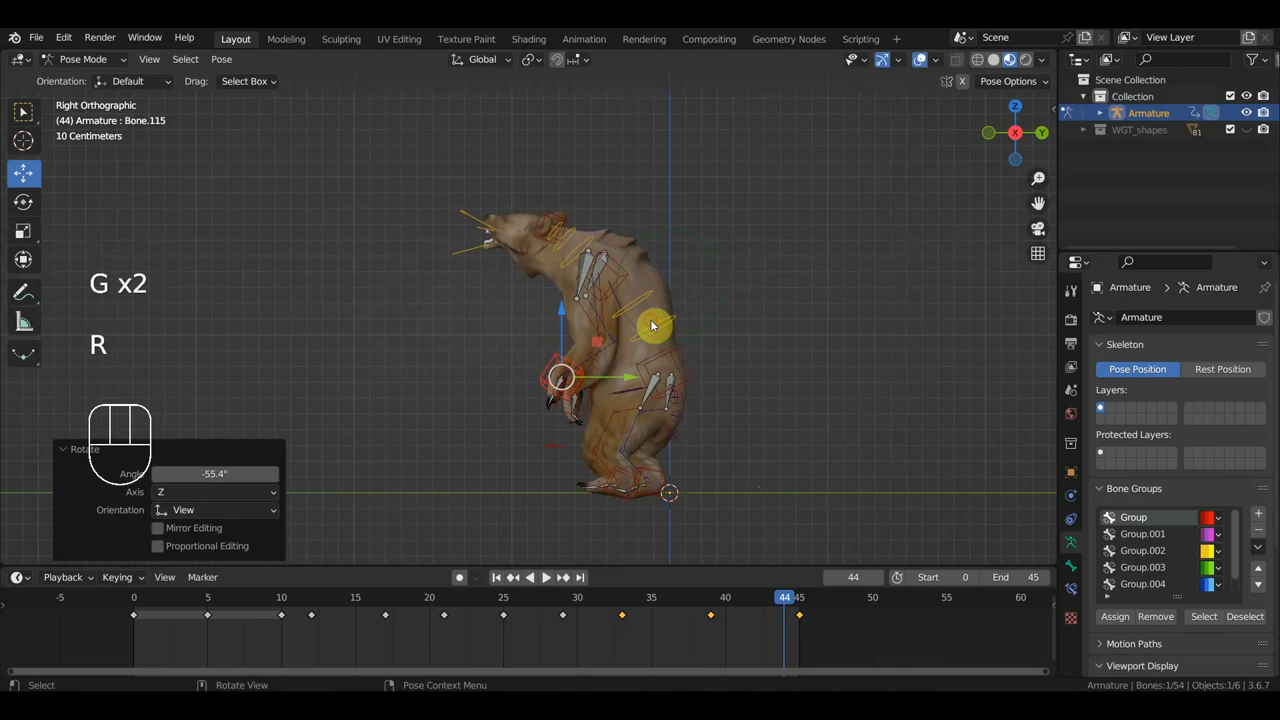 File Edit Render Window Help Layout Modeling Sculpting UV Editing Texture Paint Shading Animation Rendering Compositing Geometry Nodes Scripting + Scene View Layer
Pose Mode View Select Pose Global
Orientation: Default Drag: Select Box X Pose Options
Right Orthographic
(44) Armature : Bone.115
10 Centimeters
Z
Y
X
G x2
R
Rotate
Angle -55.4°
Axis Z
Orientation View
Mirror Editing
Proportional Editing
Scene Collection
Collection
Armature
WGT_shapes 81
Armature Armature
Armature
Skeleton
Pose Position Rest Position
Layers:
Protected Layers:
Bone Groups
Group
Group.001
Group.002
Group.003
Group.004
Assign Remove Select Deselect
Motion Paths
Viewport Display
Playback Keying View Marker 44 Start 0 End 45
-5 0 5 10 15 20 25 30 35 40 44 45 50 55 60
Select Rotate View Pose Context Menu Armature | Bones:1/54 | Objects:1/6 | 3.6.7